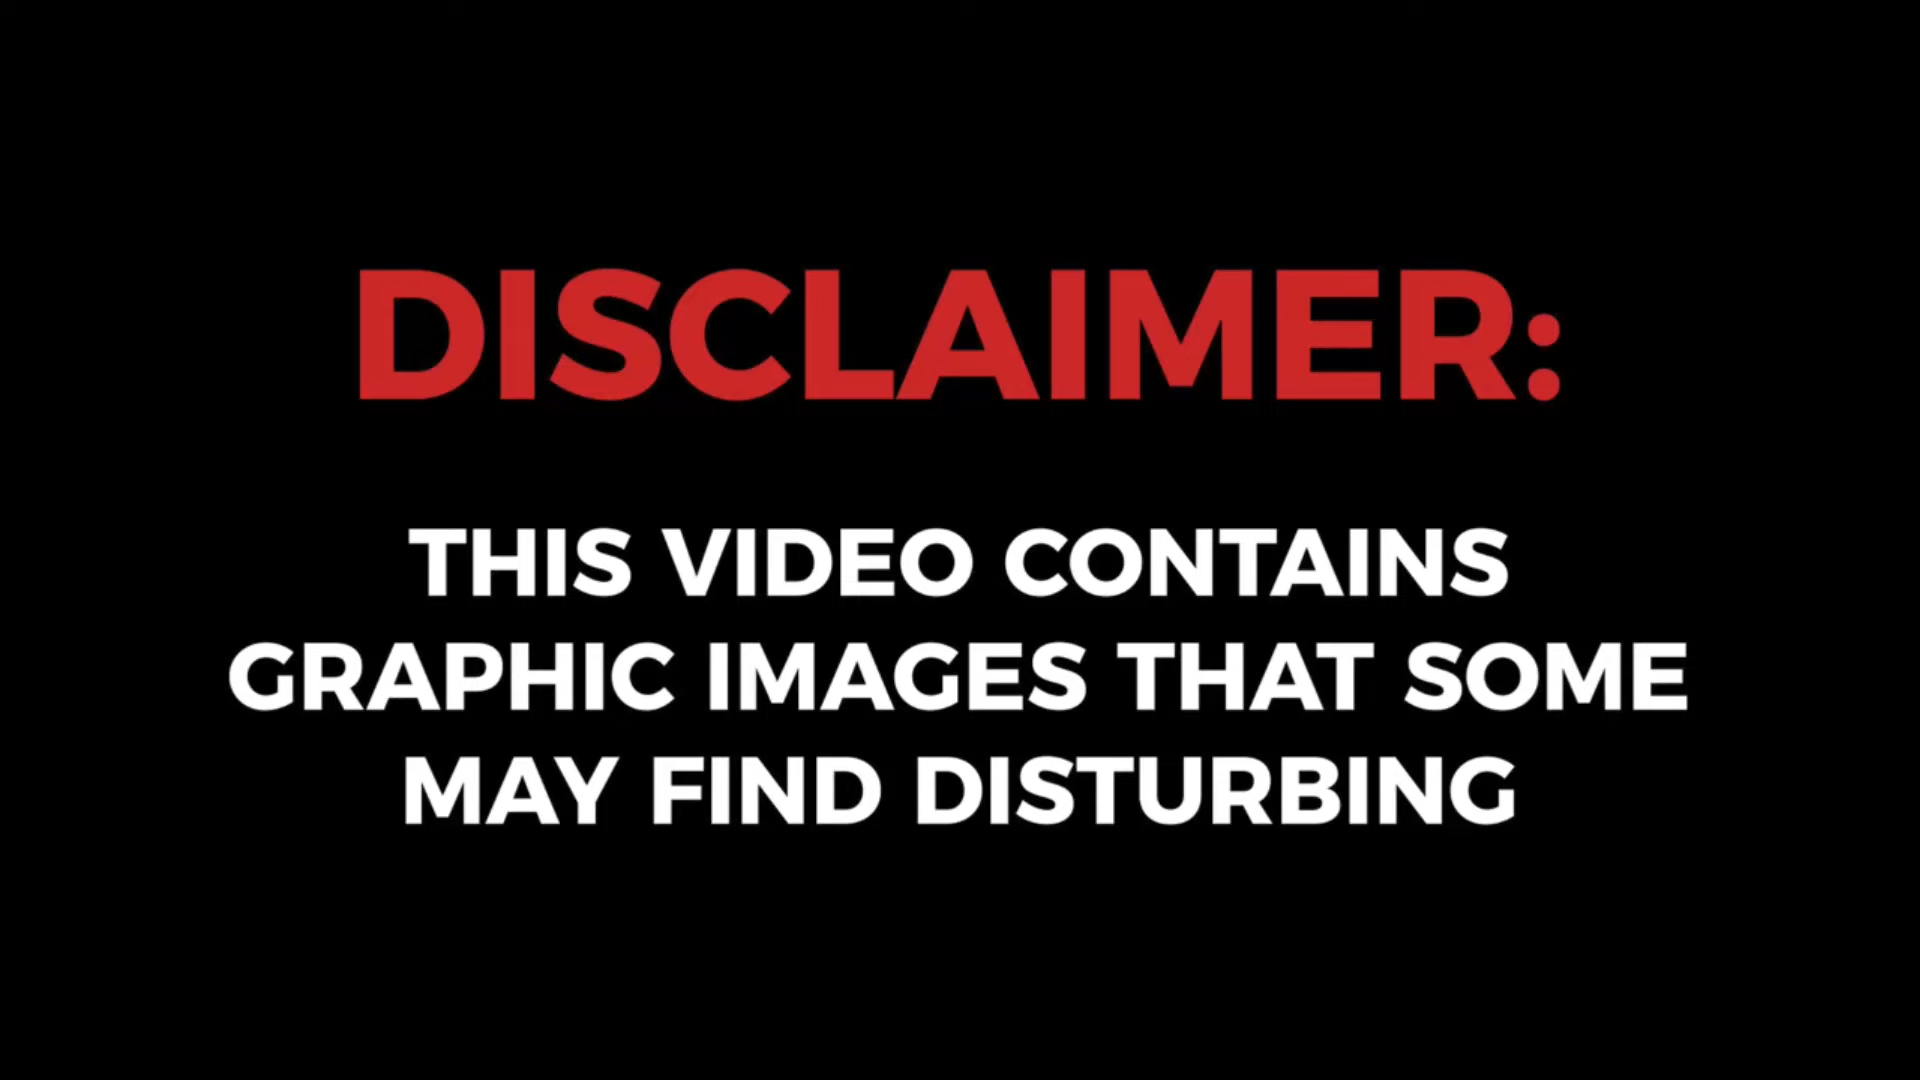 DISCLAIMER:
THIS VIDEO CONTAINS
GRAPHIC IMAGES THAT SOME
MAY FIND DISTURBING